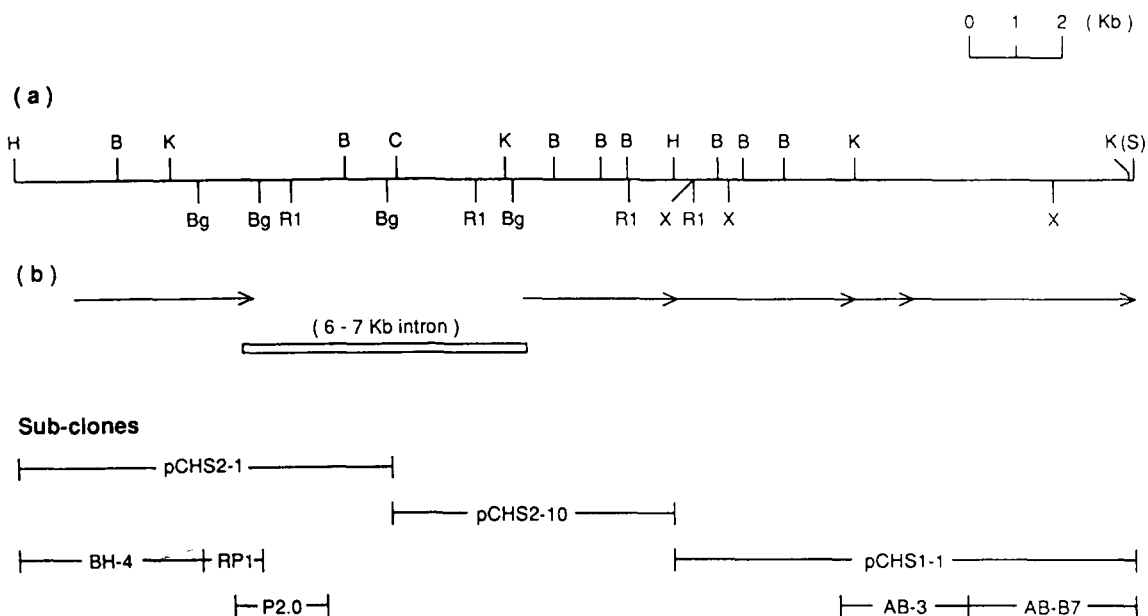 0 1 2 (Kb)
(a)
H B K B C K B B B H B B B K K(S)
Bg Bg R1 Bg R1 Bg R1 X R1 X X
(b)
(6 - 7 Kb intron)
Sub-clones
pCHS2-1
pCHS2-10
BH-4 RP1 pCHS1-1
P2.0 AB-3 AB-B7